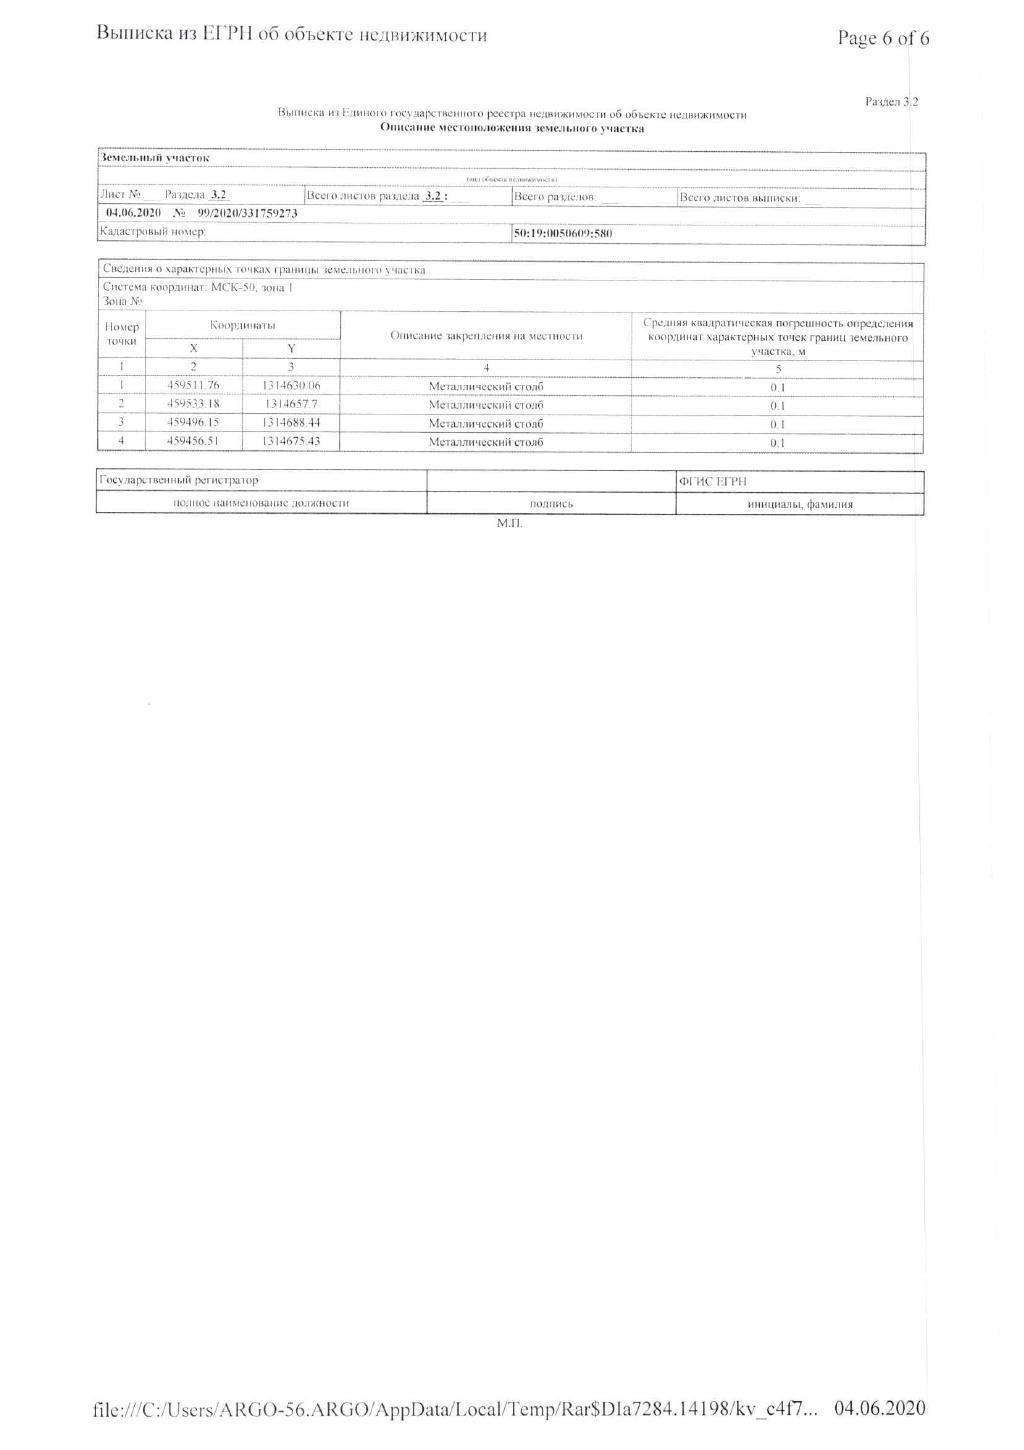 Выписка из ЕГРН об объекте недвижимости
Page 6 of 6
Раздел 3.2
Выписка из Единого государственного реестра недвижимости об объекте недвижимости
Описание местоположения земельного участка
Земельный участок
(вид объекта недвижимости)
Лист № ___ Раздела 3.2 Всего листов раздела 3.2 : ___ Всего разделов: ___ Всего листов выписки: ___
04.06.2020 № 99/2020/331759273
Кадастровый номер: 50:19:0050609:580
Сведения о характерных точках границы земельного участка
Система координат: МСК-50, зона 1
Зона №
Номер точки Координаты Описание закрепления на местности Средняя квадратическая погрешность определения координат характерных точек границ земельного участка, м
X Y
1 2 3 4 5
1 459511.76 1314630.06 Металлический столб 0.1
2 459533.18 1314657.7 Металлический столб 0.1
3 459496.15 1314688.44 Металлический столб 0.1
4 459456.51 1314675.43 Металлический столб 0.1
Государственный регистратор ФГИС ЕГРН
полное наименование должности подпись инициалы, фамилия
М.П.
file:///C:/Users/ARGO-56.ARGO/AppData/Local/Temp/Rar$DIa7284.14198/kv_c4f7... 04.06.2020